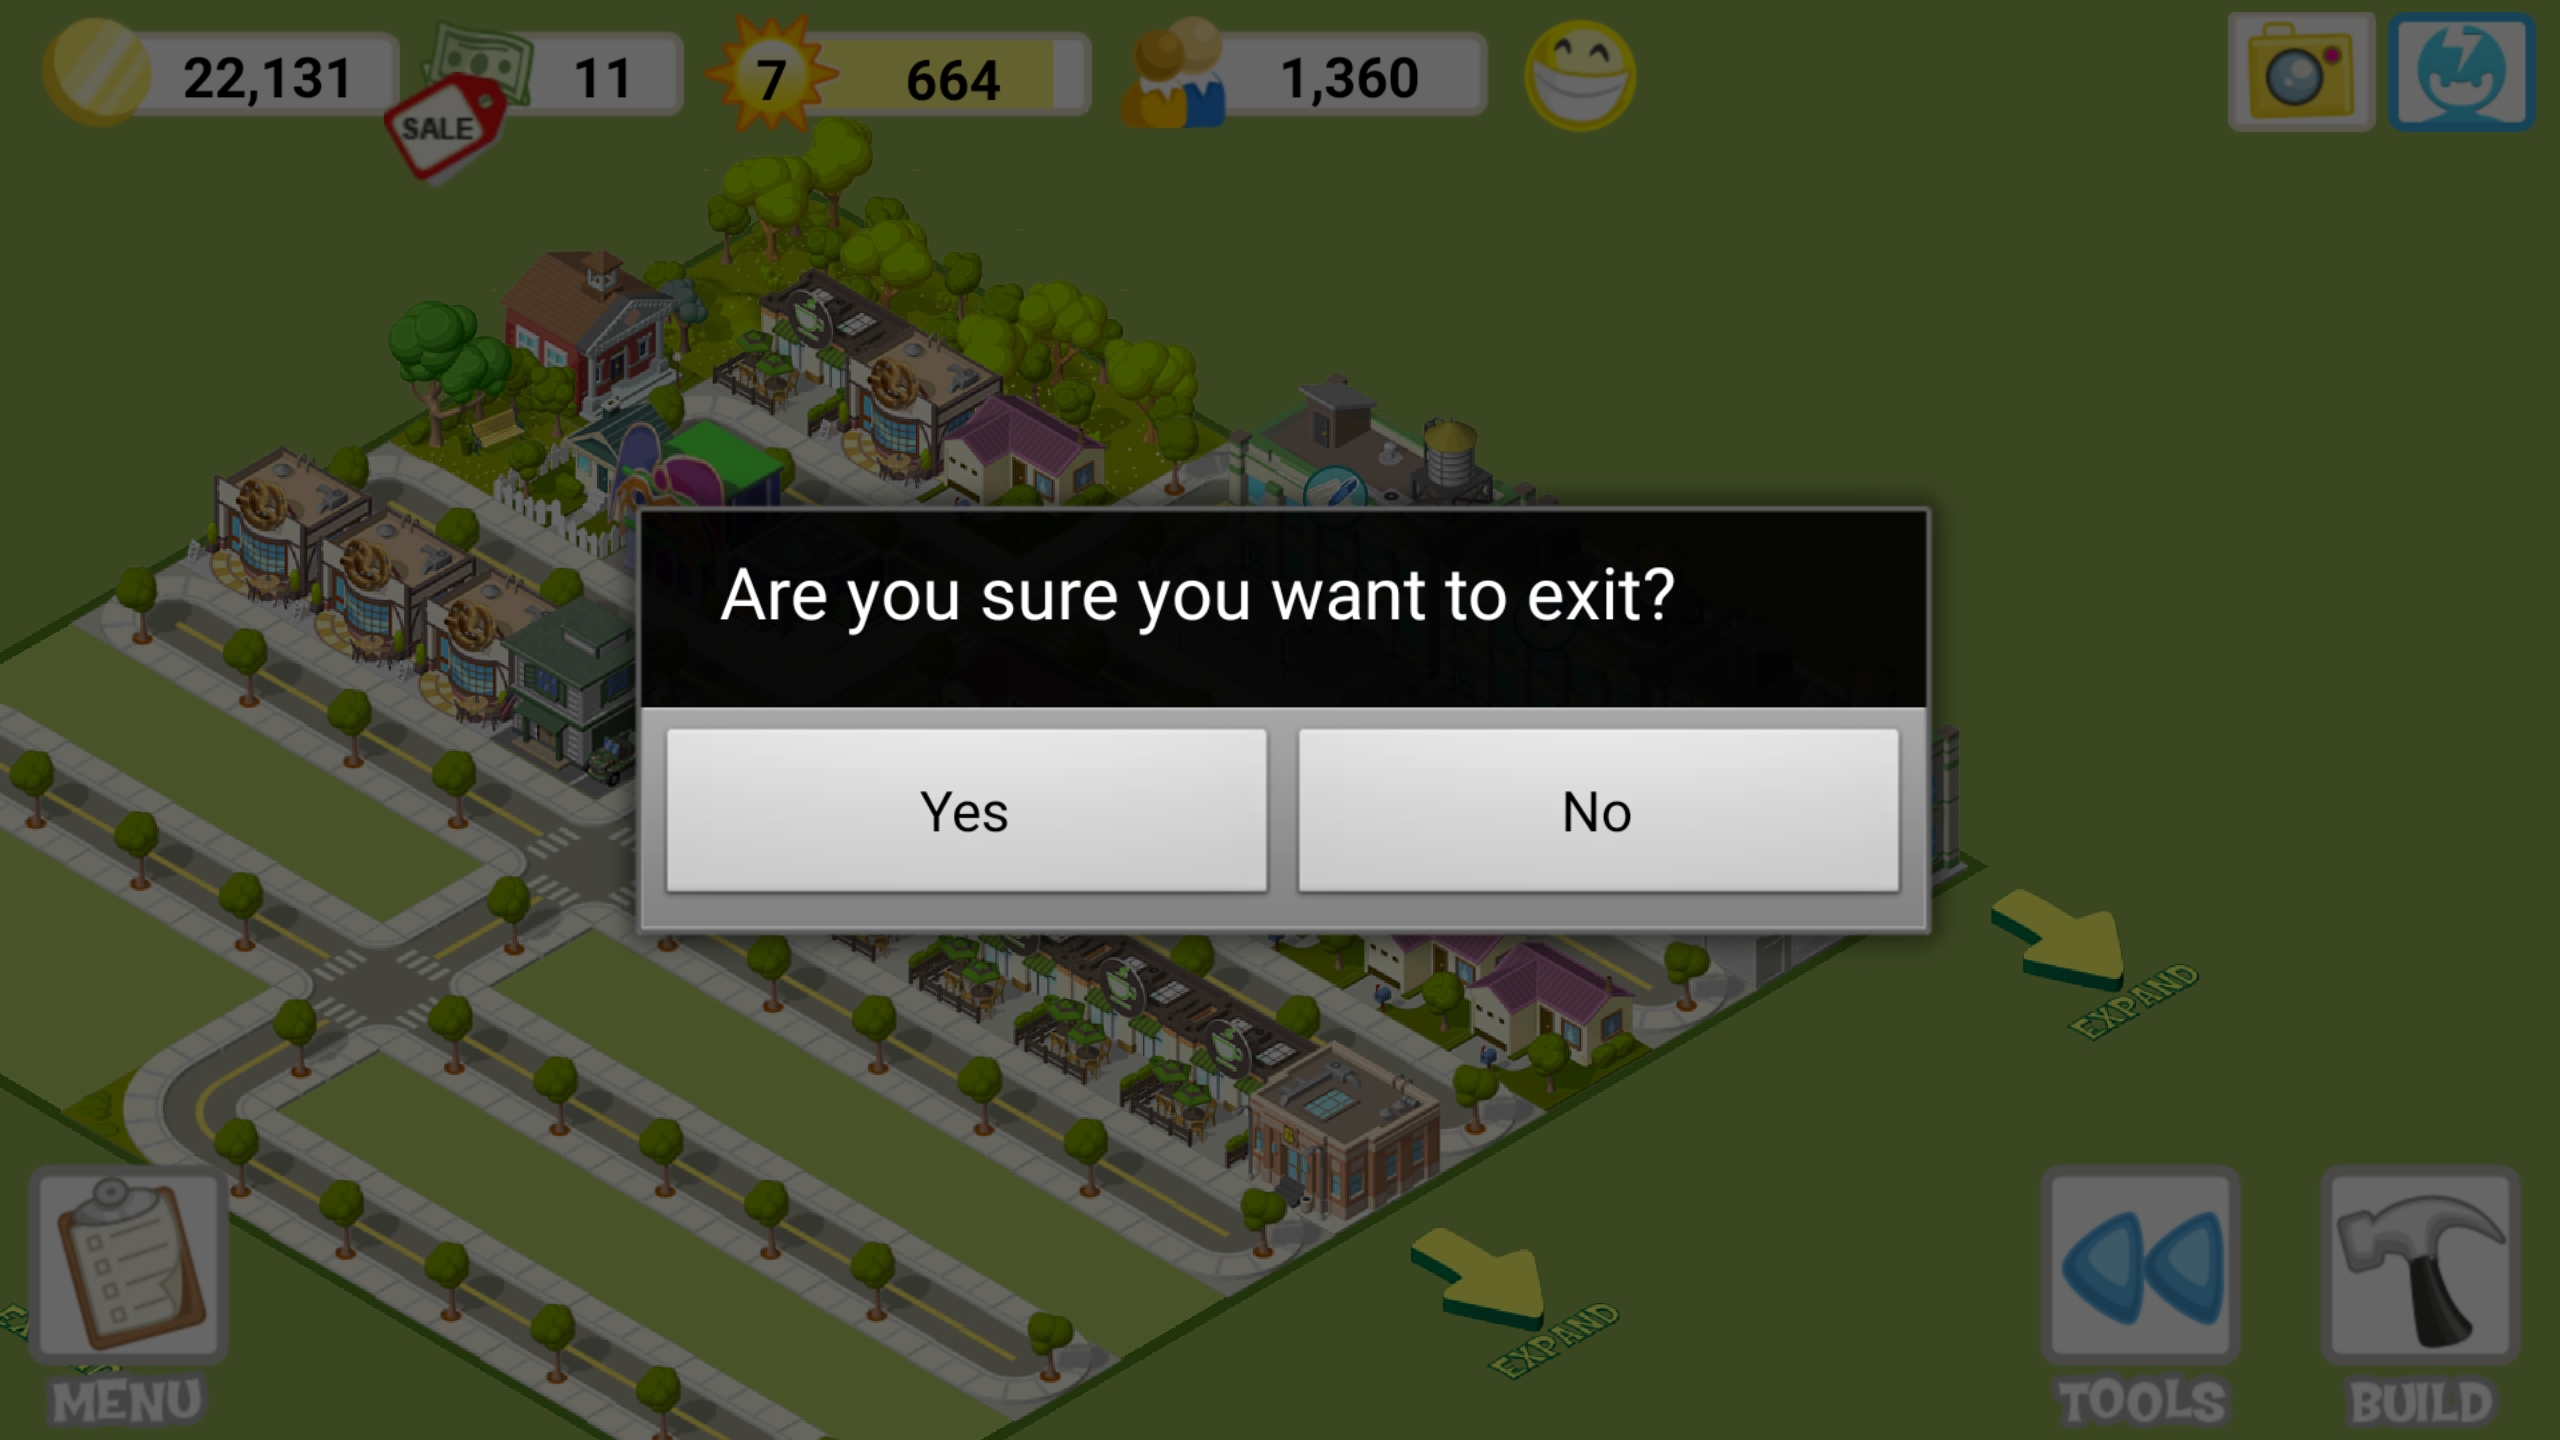 22,131
11
7
664
1,360
SALE
Are you sure you want to exit?
Yes
No
EXPAND
EXPAND
MENU
TOOLS
BUILD